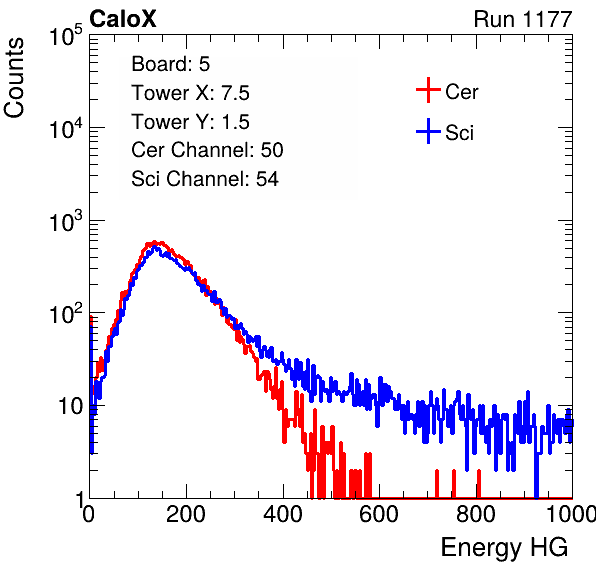 CaloX Run 1177
Counts
10^5
10^4
10^3
10^2
10
1
Board: 5
Tower X: 7.5
Tower Y: 1.5
Cer Channel: 50
Sci Channel: 54
Cer
Sci
0 200 400 600 800 1000
Energy HG